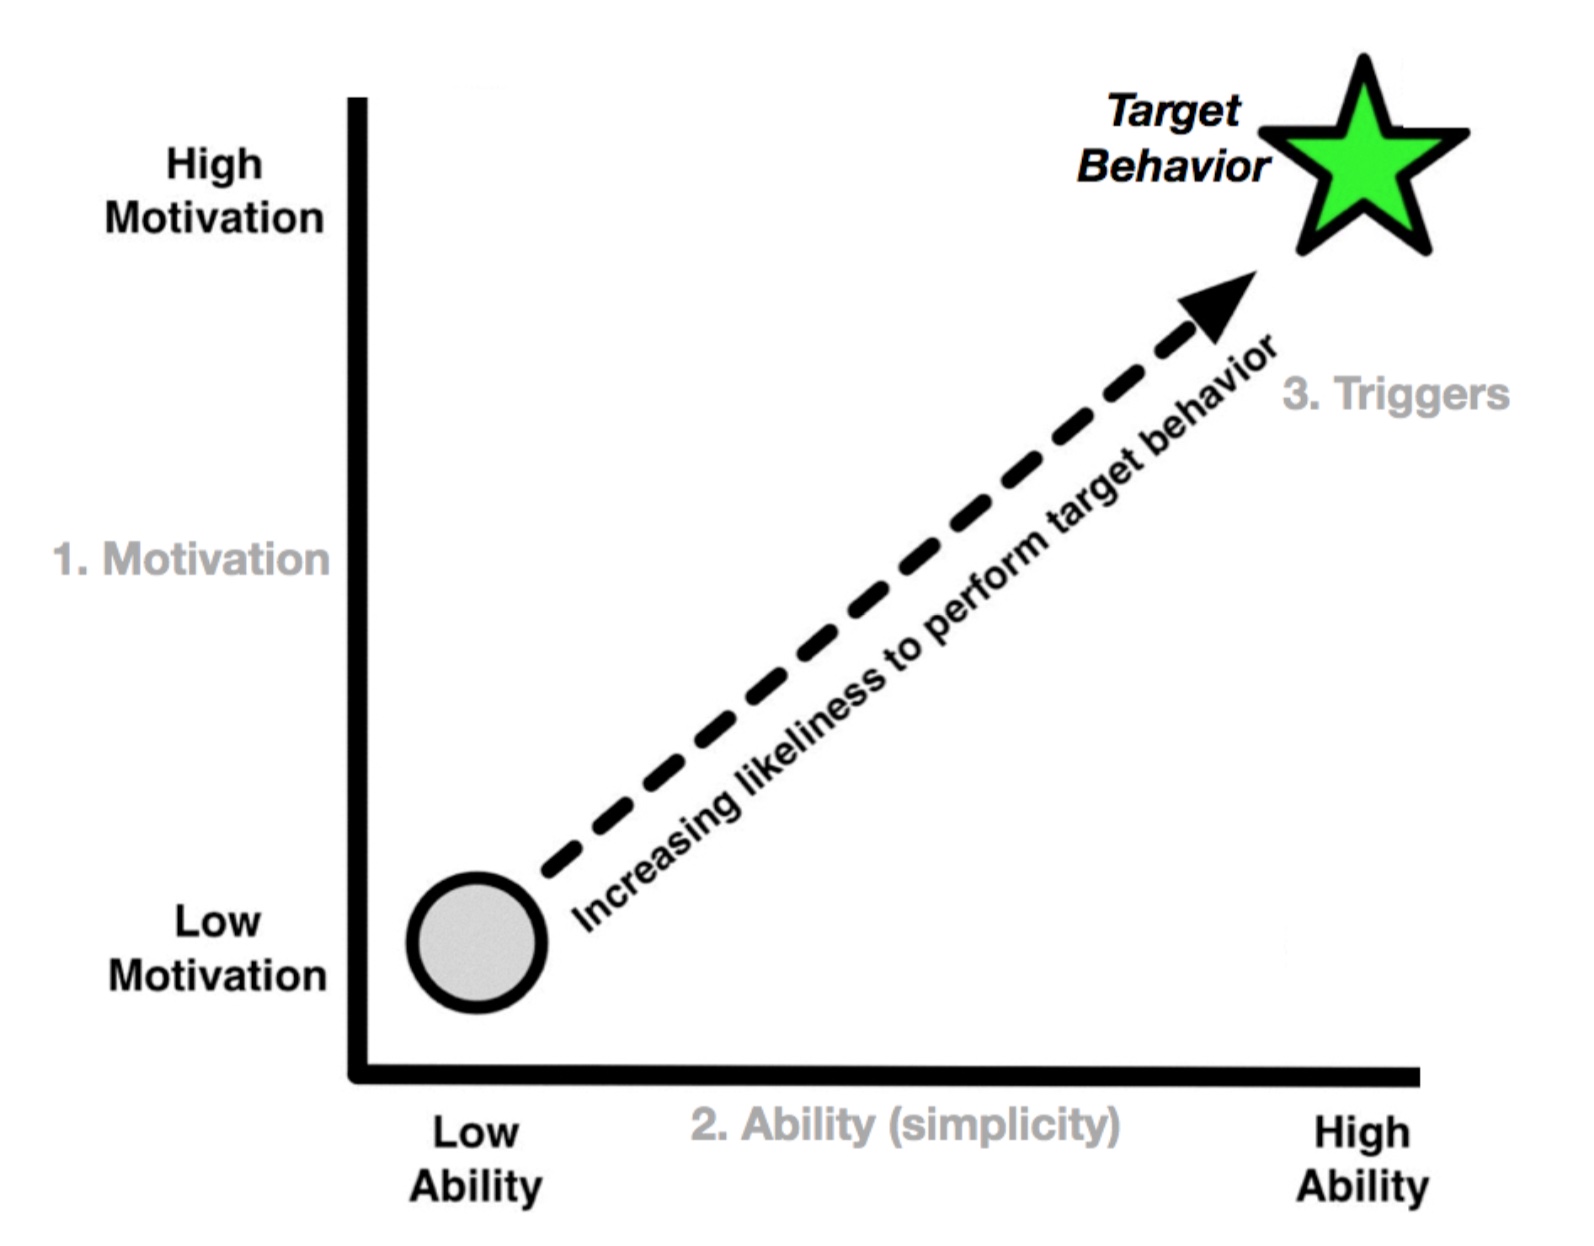 Target
Behavior
High
Motivation
3. Triggers
1. Motivation
Increasing likeliness to perform target behavior
Low
Motivation
2. Ability (simplicity)
Low
Ability
High
Ability